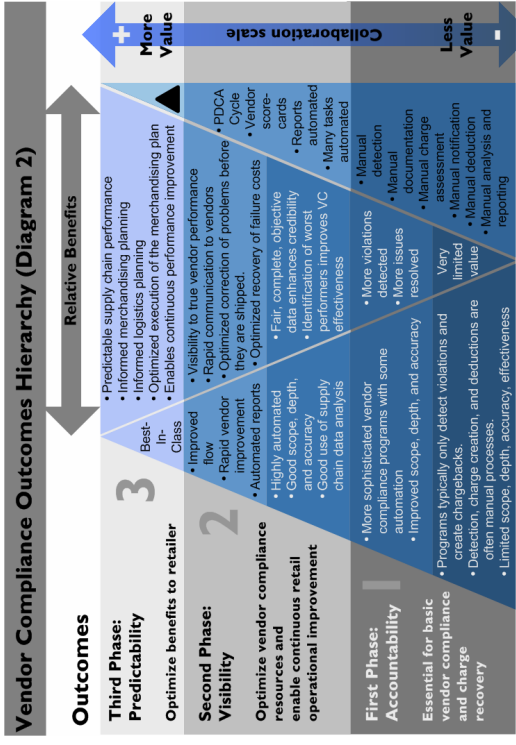 Vendor Compliance Outcomes Hierarchy (Diagram 2)
Outcomes
Relative Benefits
Third Phase:
Predictability
Optimize benefits to retailer
3
Best-
In-
Class
• Predictable supply chain performance
• Informed merchandising planning
• Informed logistics planning
• Optimized execution of the merchandising plan
• Enables continuous performance improvement
+
More
Value
Second Phase:
Visibility
Optimize vendor compliance
resources and
enable continuous retail
operational improvement
2
• Improved
flow
• Rapid vendor
improvement
• Automated reports
• Highly automated
• Good scope, depth,
and accuracy
• Good use of supply
chain data analysis
• Visibility to true vendor performance
• Rapid communication to vendors
• Optimized correction of problems before
they are shipped.
• Optimized recovery of failure costs
• Fair, complete, objective
data enhances credibility
• Identification of worst
performers improves VC
effectiveness
• PDCA
Cycle
• Vendor
score-
cards
• Reports
automated
• Many tasks
automated
Collaboration scale
First Phase:
Accountability
Essential for basic
vendor compliance
and charge
recovery
1
• More sophisticated vendor
compliance programs with some
automation
• Improved scope, depth, and accuracy
• Programs typically only detect violations and
create chargebacks.
• Detection, charge creation, and deductions are
often manual processes.
• Limited scope, depth, accuracy, effectiveness
• More violations
detected
• More issues
resolved
Very
limited
value
• Manual
detection
• Manual
documentation
• Manual charge
assessment
• Manual notification
• Manual deduction
• Manual analysis and
reporting
Less
Value
-